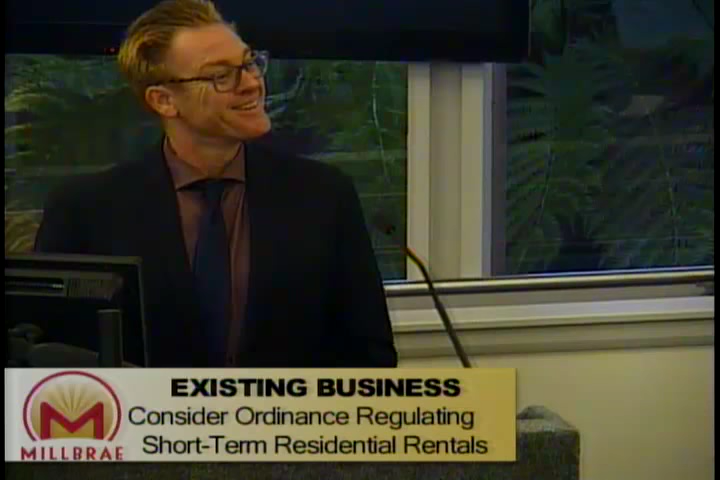 EXISTING BUSINESS
Consider Ordinance Regulating
Short-Term Residential Rentals
M
MILLBRAE